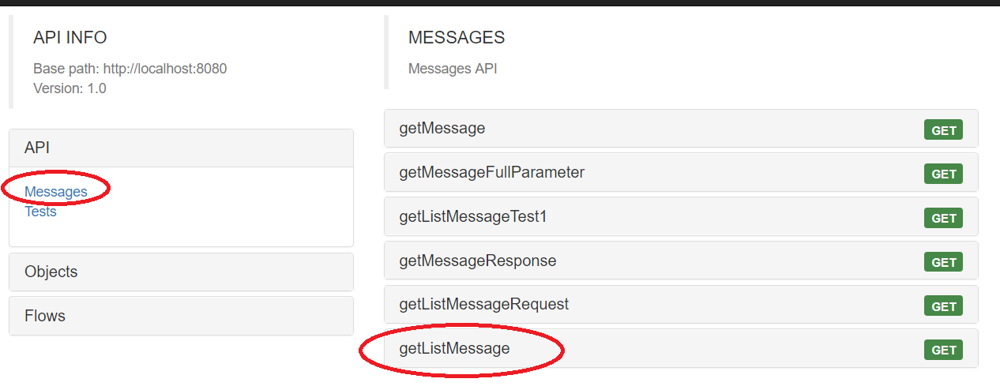 API INFO
Base path: http://localhost:8080
Version: 1.0
API
Messages
Tests
Objects
Flows
MESSAGES
Messages API
getMessage GET
getMessageFullParameter GET
getListMessageTest1 GET
getMessageResponse GET
getListMessageRequest GET
getListMessage GET